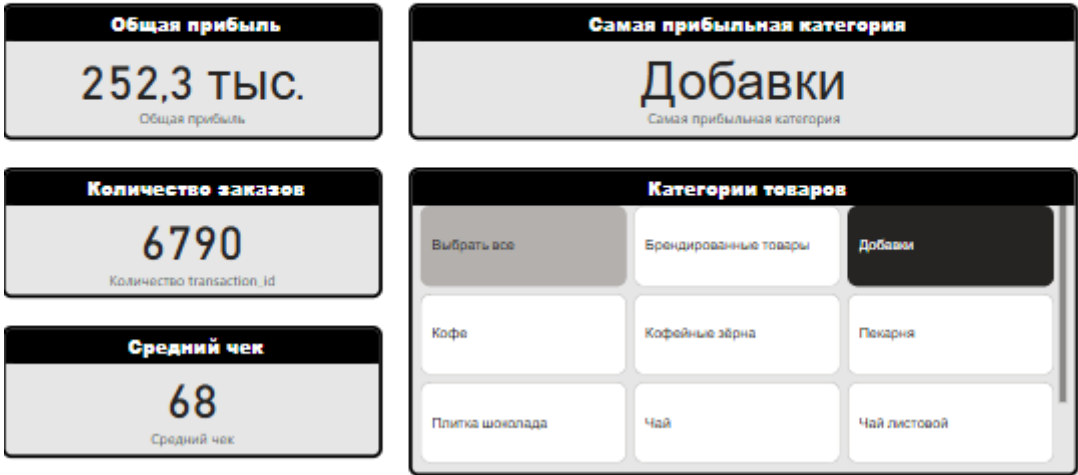 Общая прибыль
252,3 тыс.
Общая прибыль
Самая прибыльная категория
Добавки
Самая прибыльная категория
Количество заказов
6790
Количество transaction_id
Средний чек
68
Средний чек
Категории товаров
Выбрать все
Брендированные товары
Добавки
Кофе
Кофейные зёрна
Пекарня
Плитка шоколада
Чай
Чай листовой